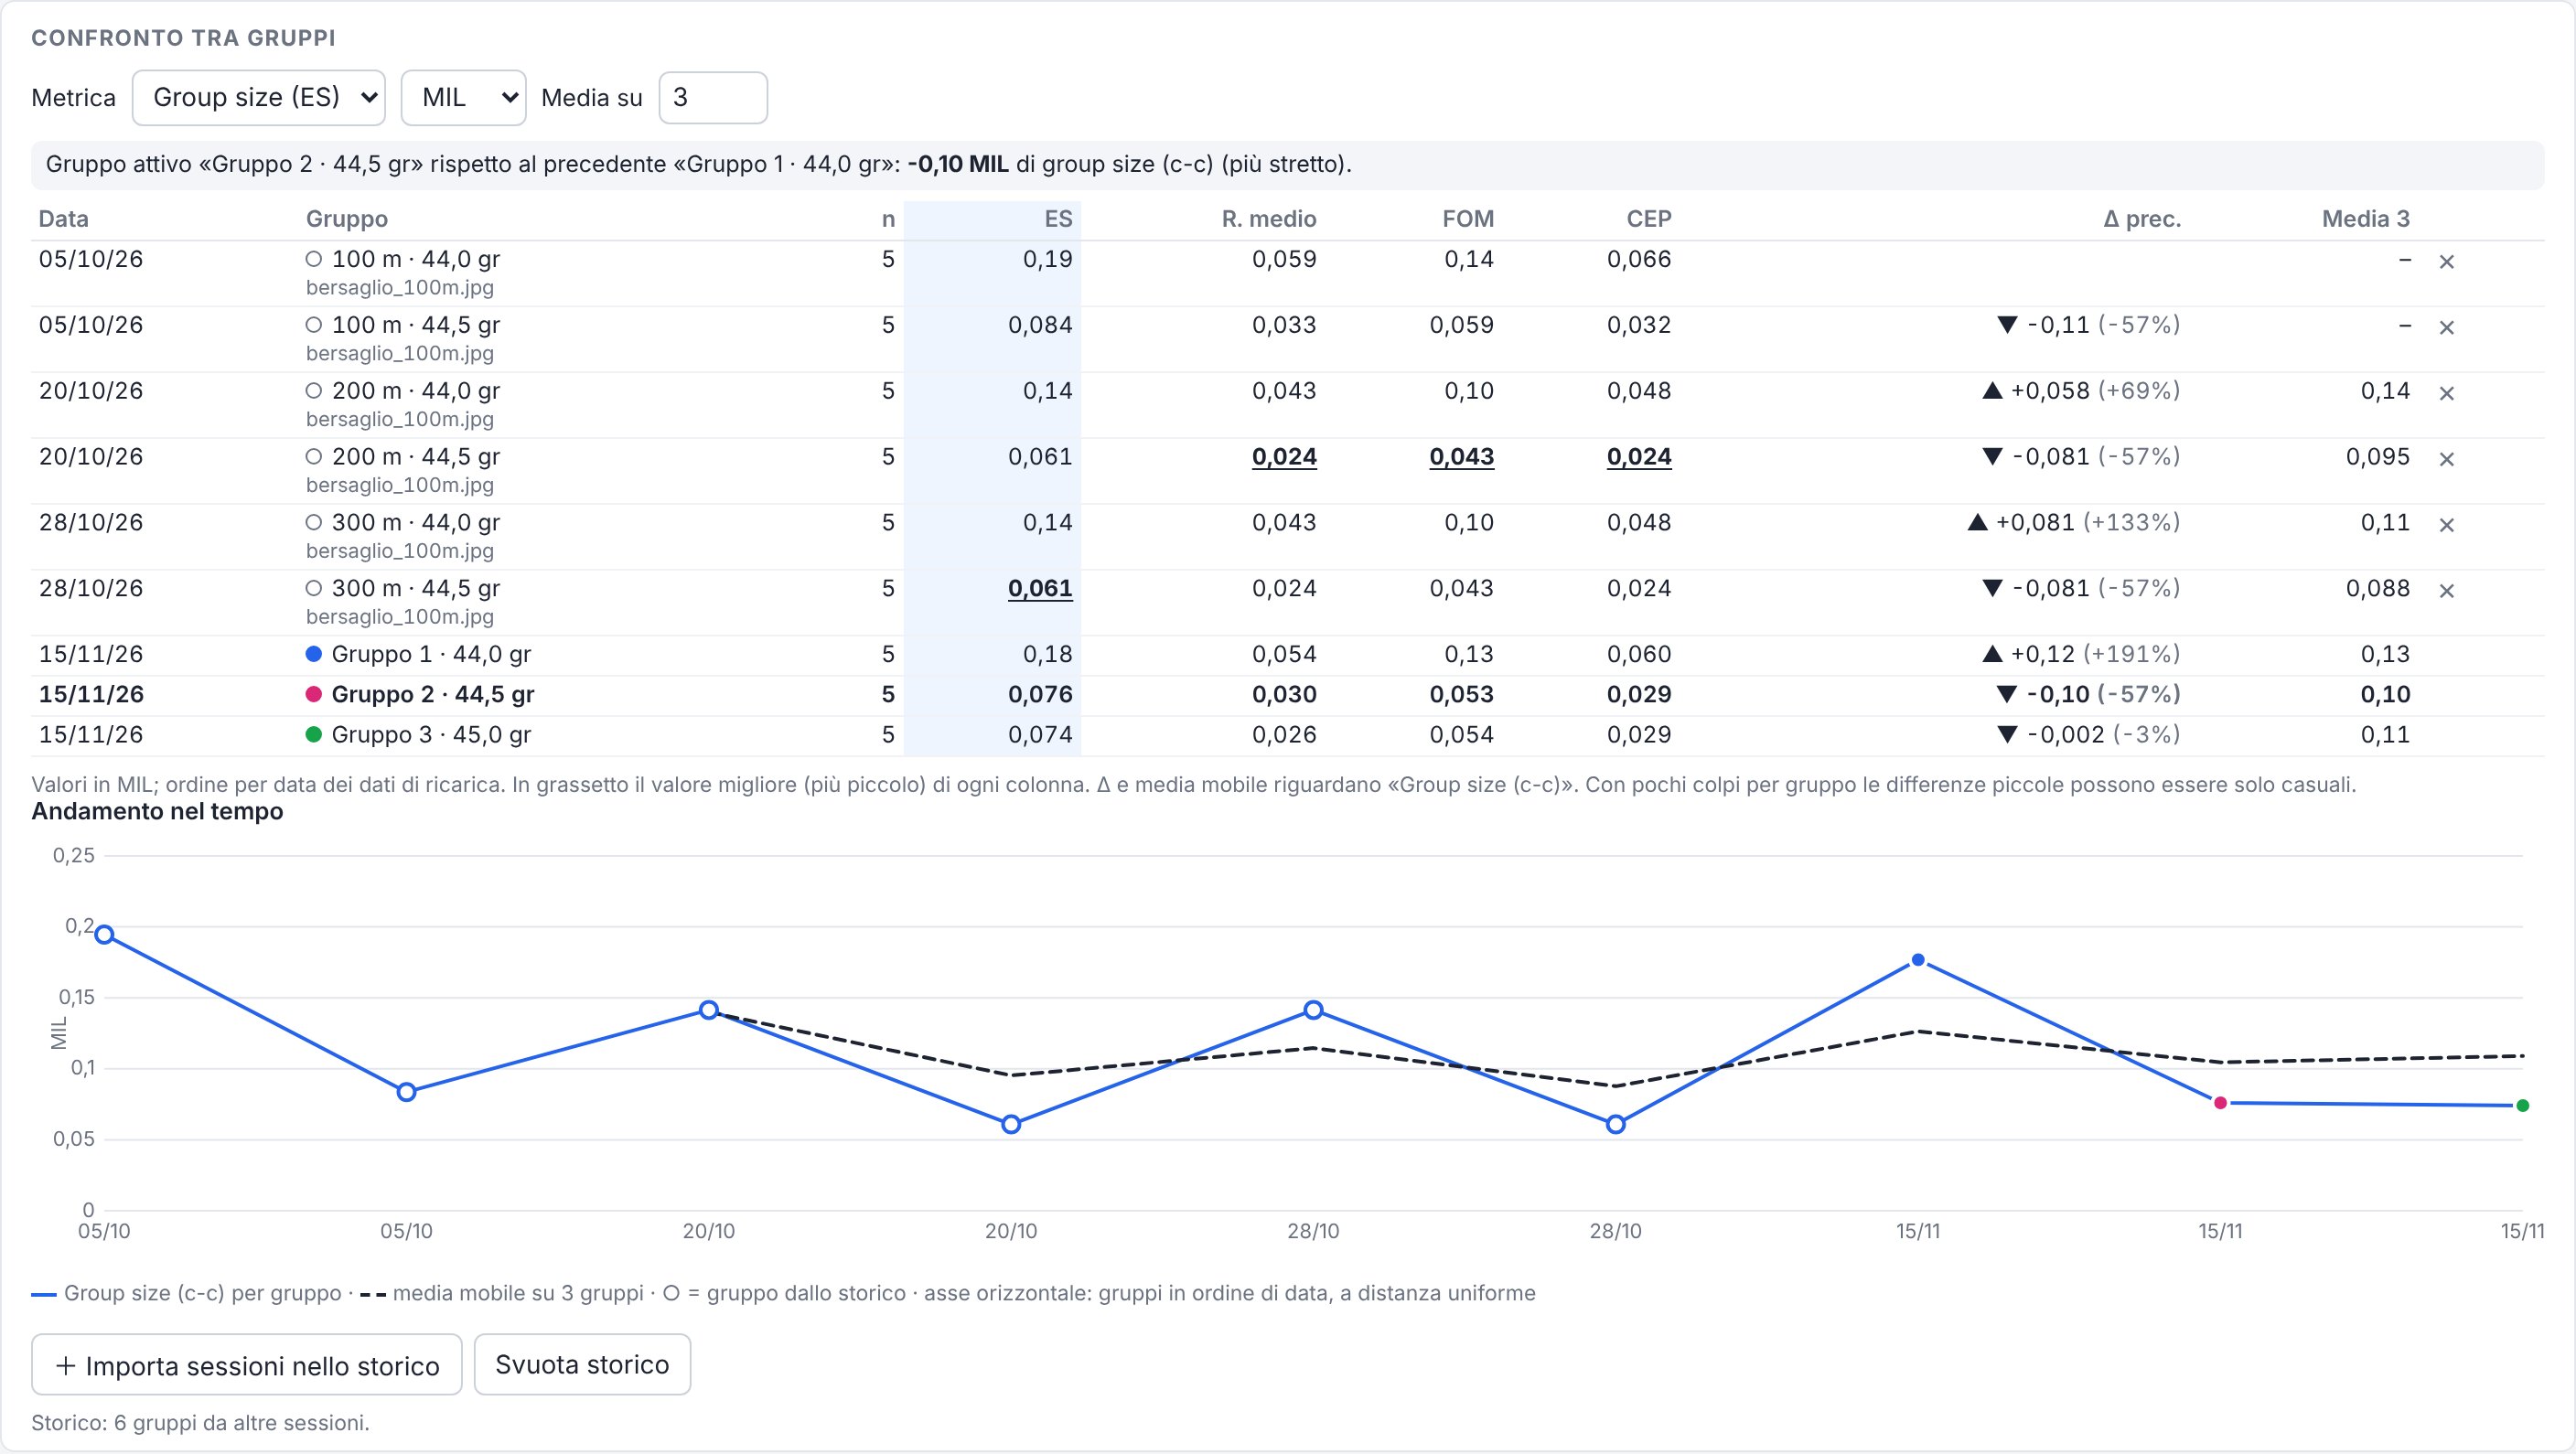 CONFRONTO TRA GRUPPI
Metrica Group size (ES) MIL Media su 3
Gruppo attivo «Gruppo 2 · 44,5 gr» rispetto al precedente «Gruppo 1 · 44,0 gr»: -0,10 MIL di group size (c-c) (più stretto).
Data Gruppo n ES R. medio FOM CEP Δ prec. Media 3
05/10/26 100 m · 44,0 gr 5 0,19 0,059 0,14 0,066 – ×
bersaglio_100m.jpg
05/10/26 100 m · 44,5 gr 5 0,084 0,033 0,059 0,032 ▼ -0,11 (-57%) – ×
bersaglio_100m.jpg
20/10/26 200 m · 44,0 gr 5 0,14 0,043 0,10 0,048 ▲ +0,058 (+69%) 0,14 ×
bersaglio_100m.jpg
20/10/26 200 m · 44,5 gr 5 0,061 0,024 0,043 0,024 ▼ -0,081 (-57%) 0,095 ×
bersaglio_100m.jpg
28/10/26 300 m · 44,0 gr 5 0,14 0,043 0,10 0,048 ▲ +0,081 (+133%) 0,11 ×
bersaglio_100m.jpg
28/10/26 300 m · 44,5 gr 5 0,061 0,024 0,043 0,024 ▼ -0,081 (-57%) 0,088 ×
bersaglio_100m.jpg
15/11/26 Gruppo 1 · 44,0 gr 5 0,18 0,054 0,13 0,060 ▲ +0,12 (+191%) 0,13
15/11/26 Gruppo 2 · 44,5 gr 5 0,076 0,030 0,053 0,029 ▼ -0,10 (-57%) 0,10
15/11/26 Gruppo 3 · 45,0 gr 5 0,074 0,026 0,054 0,029 ▼ -0,002 (-3%) 0,11
Valori in MIL; ordine per data dei dati di ricarica. In grassetto il valore migliore (più piccolo) di ogni colonna. Δ e media mobile riguardano «Group size (c-c)». Con pochi colpi per gruppo le differenze piccole possono essere solo casuali.
Andamento nel tempo
0,25
0,2
0,15
MIL
0,1
0,05
0
05/10 05/10 20/10 20/10 28/10 28/10 15/11 15/11 15/11
Group size (c-c) per gruppo · media mobile su 3 gruppi · ○ = gruppo dallo storico · asse orizzontale: gruppi in ordine di data, a distanza uniforme
+ Importa sessioni nello storico Svuota storico
Storico: 6 gruppi da altre sessioni.